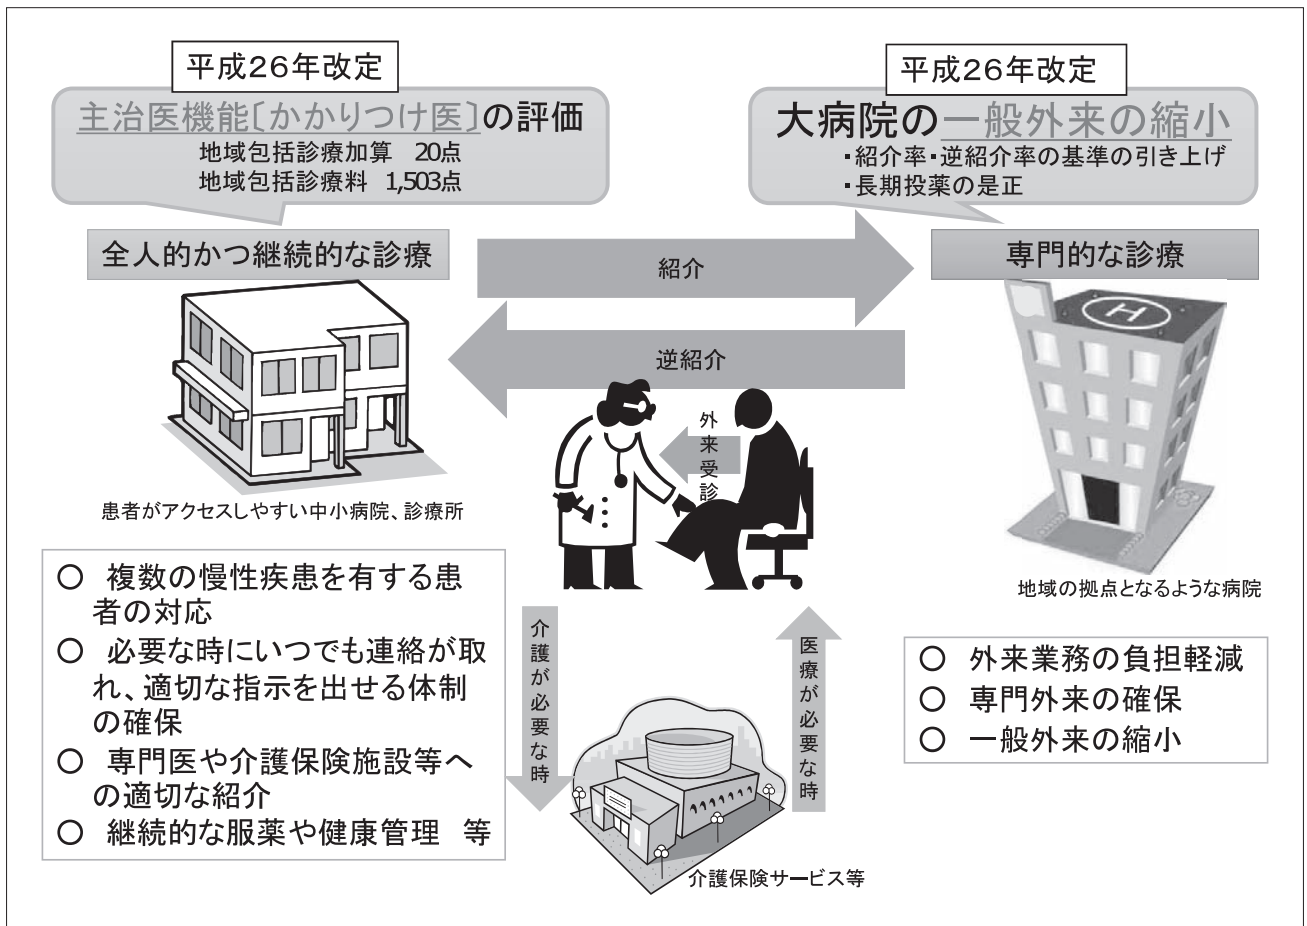 平成26年改定
主治医機能〔かかりつけ医〕の評価
地域包括診療加算　20点
地域包括診療料　1,503点
平成26年改定
大病院の一般外来の縮小
・紹介率・逆紹介率の基準の引き上げ
・長期投薬の是正
全人的かつ継続的な診療
紹介
専門的な診療
逆紹介
外来受診
患者がアクセスしやすい中小病院、診療所
H
地域の拠点となるような病院
○　複数の慢性疾患を有する患
者の対応
○　必要な時にいつでも連絡が取
れ、適切な指示を出せる体制
の確保
○　専門医や介護保険施設等へ
の適切な紹介
○　継続的な服薬や健康管理　等
介護が必要な時
医療が必要な時
○　外来業務の負担軽減
○　専門外来の確保
○　一般外来の縮小
介護保険サービス等